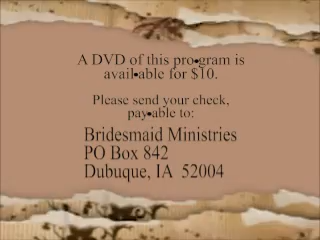 A DVD of this pro•gram is
avail•able for $10.
Please send your check,
pay•able to:
Bridesmaid Ministries
PO Box 842
Dubuque, IA 52004